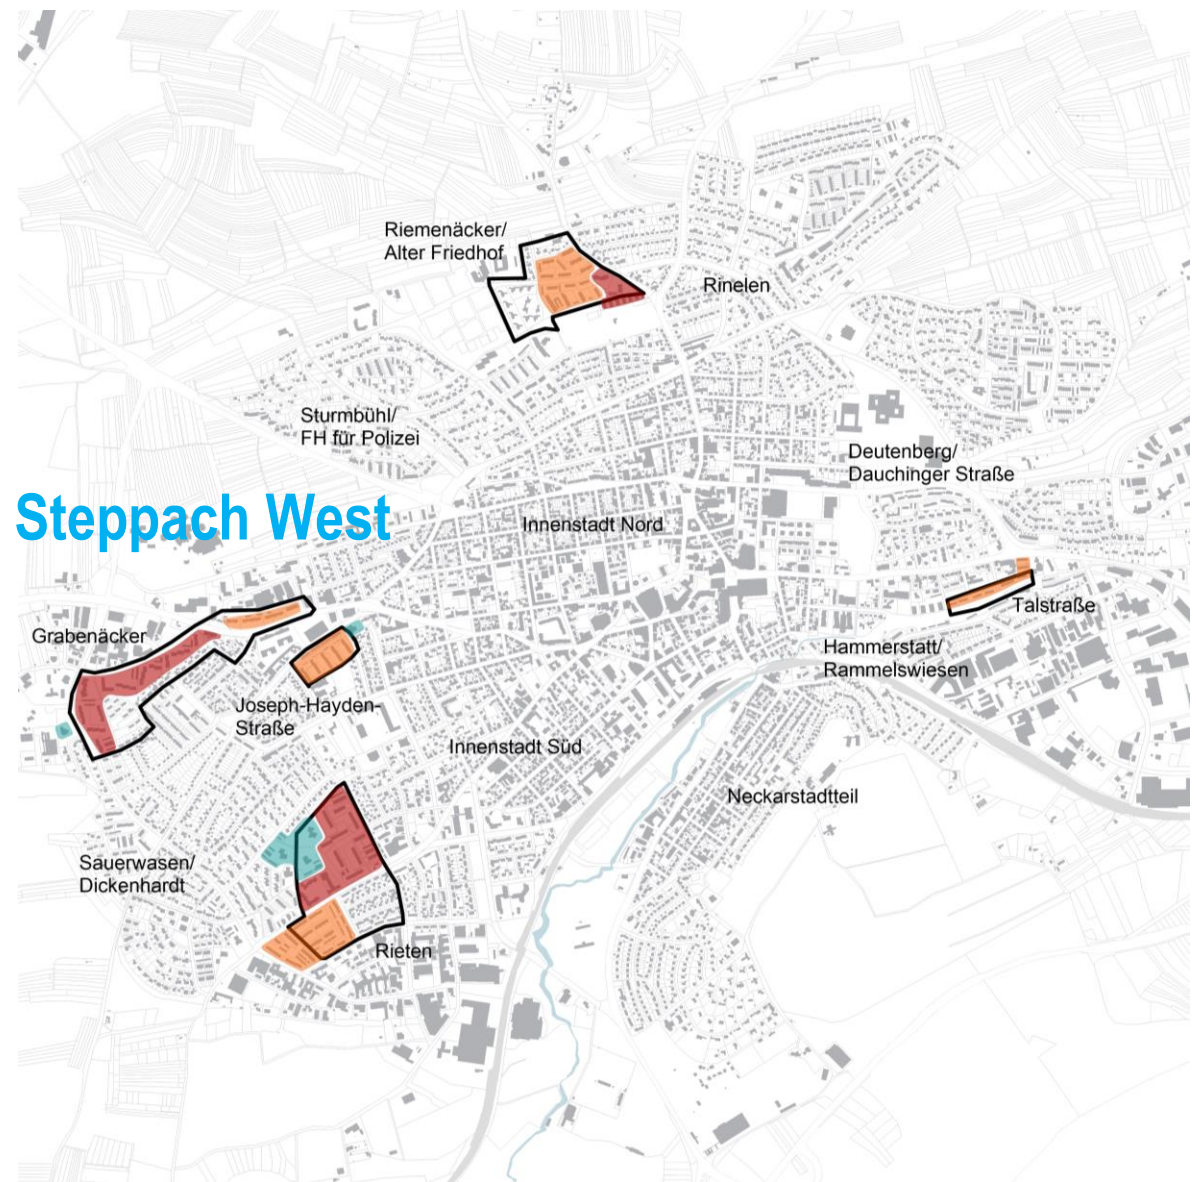 Riemenäcker/
Alter Friedhof
Rinelen
Sturmbühl/
FH für Polizei
Deutenberg/
Dauchinger Straße
Steppach West
Innenstadt Nord
Talstraße
Grabenäcker
Hammerstatt/
Rammelswiesen
Joseph-Hayden-
Straße
Innenstadt Süd
Neckarstadtteil
Sauerwasen/
Dickenhardt
Rieten